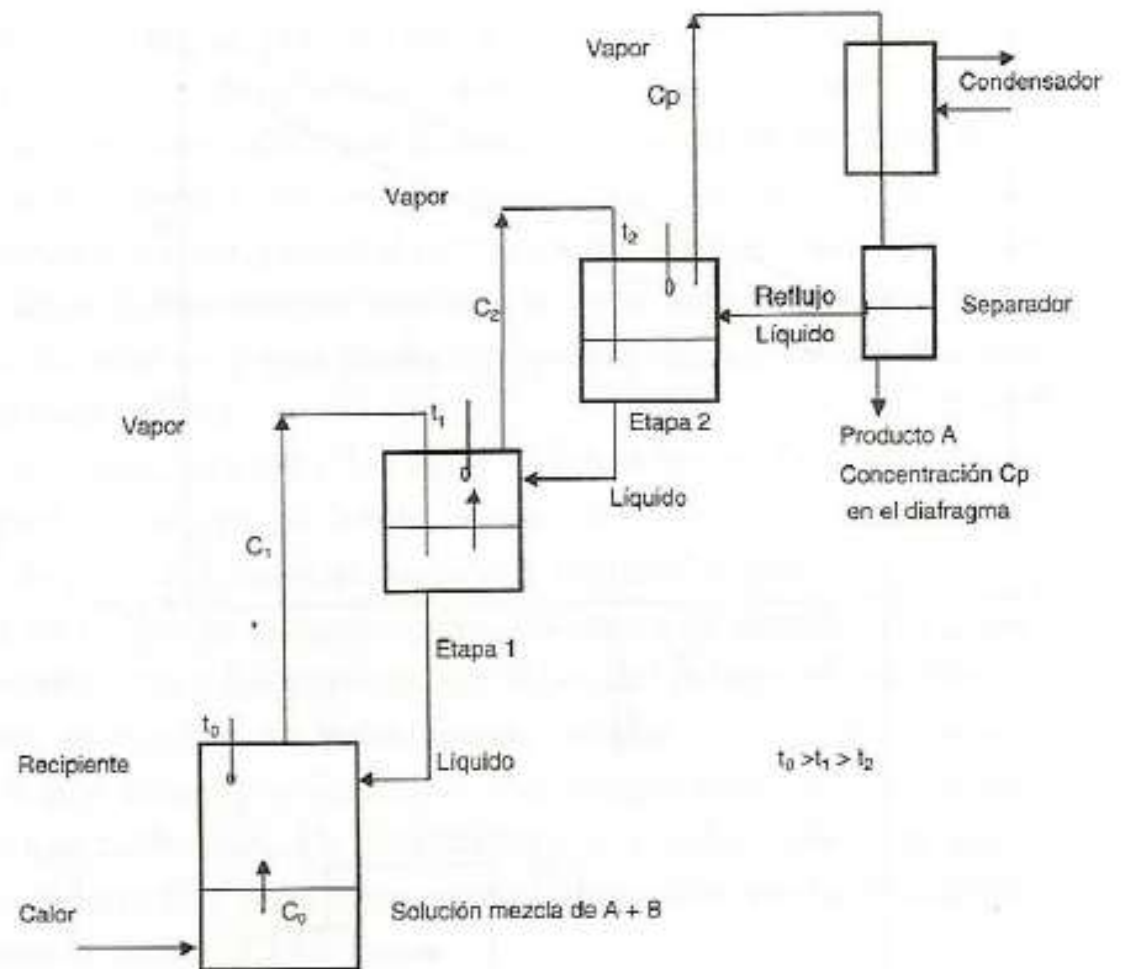 Vapor
Cp
Condensador
Vapor
t₂
C₂
Reflujo
Líquido
Separador
Vapor
t₁
Etapa 2
Líquido
Producto A
Concentración Cp
en el diafragma
C₁
Etapa 1
t₀
Recipiente
Líquido
t₀ >t₁ > t₂
Calor
C₀
Solución mezcla de A + B